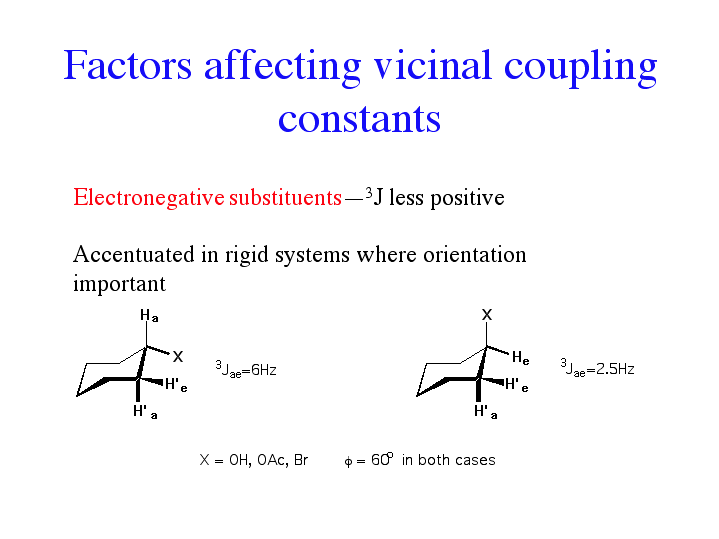 Factors affecting vicinal coupling
constants
Electronegative substituents—³J less positive
Accentuated in rigid systems where orientation
important
Ha
X
³Jae=6Hz
H'e
H'a
X
He
³Jae=2.5Hz
H'e
H'a
X = OH, OAc, Br ϕ = 60° in both cases